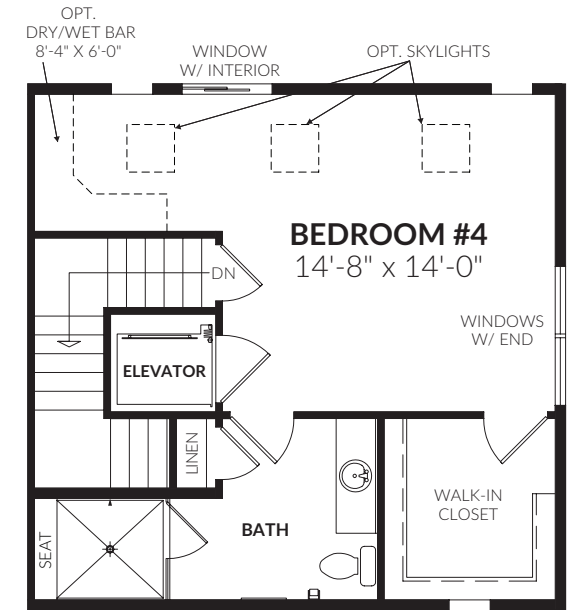 OPT.
DRY/WET BAR
8'-4" X 6'-0"
WINDOW
W/ INTERIOR
OPT. SKYLIGHTS
BEDROOM #4
14'-8" x 14'-0"
DN
WINDOWS
W/ END
ELEVATOR
LINEN
WALK-IN
CLOSET
BATH
SEAT